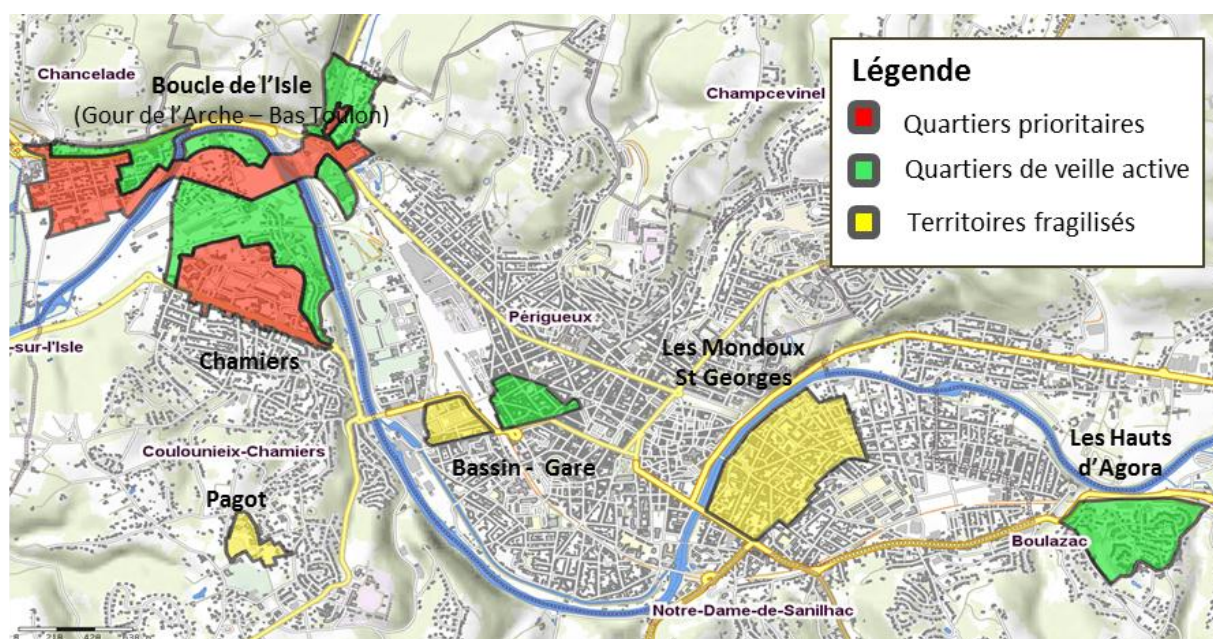 Chancelade
Boucle de l'Isle
(Gour de l'Arche – Bas Toulon)
Champcevinel
Légende
Quartiers prioritaires
Quartiers de veille active
Territoires fragilisés
-sur-l'Isle
Chamiers
Périgueux
Les Mondoux
St Georges
Coulounieix-Chamiers
Pagot
Bassin - Gare
Les Hauts
d'Agora
Boulazac
Notre-Dame-de-Sanilhac